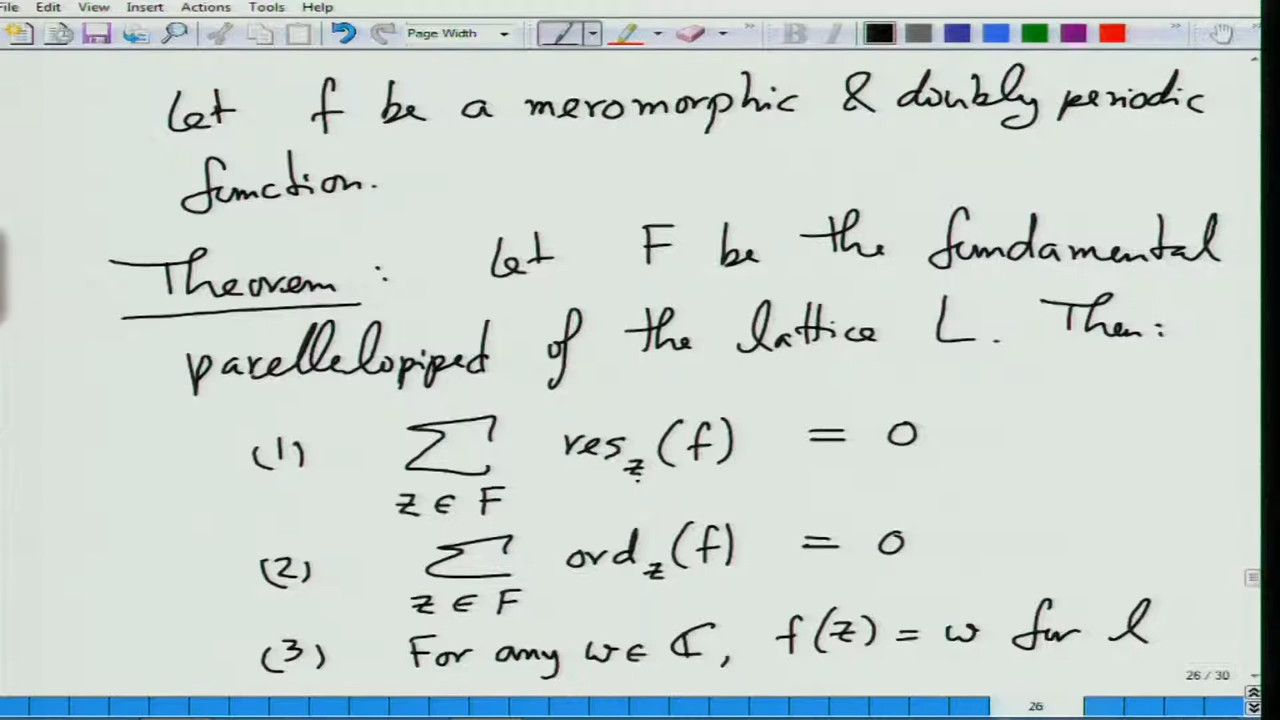 File Edit View Insert Actions Tools Help
Page Width
Let f be a meromorphic & doubly periodic
function.
Theorem : Let F be the fundamental
parellelopiped of the lattice L. Then :
(1) ∑ res_z (f) = 0
z ∈ F
(2) ∑ ord_z (f) = 0
z ∈ F
(3) For any w ∈ ℂ, f(z) = w for l
26 / 30
26